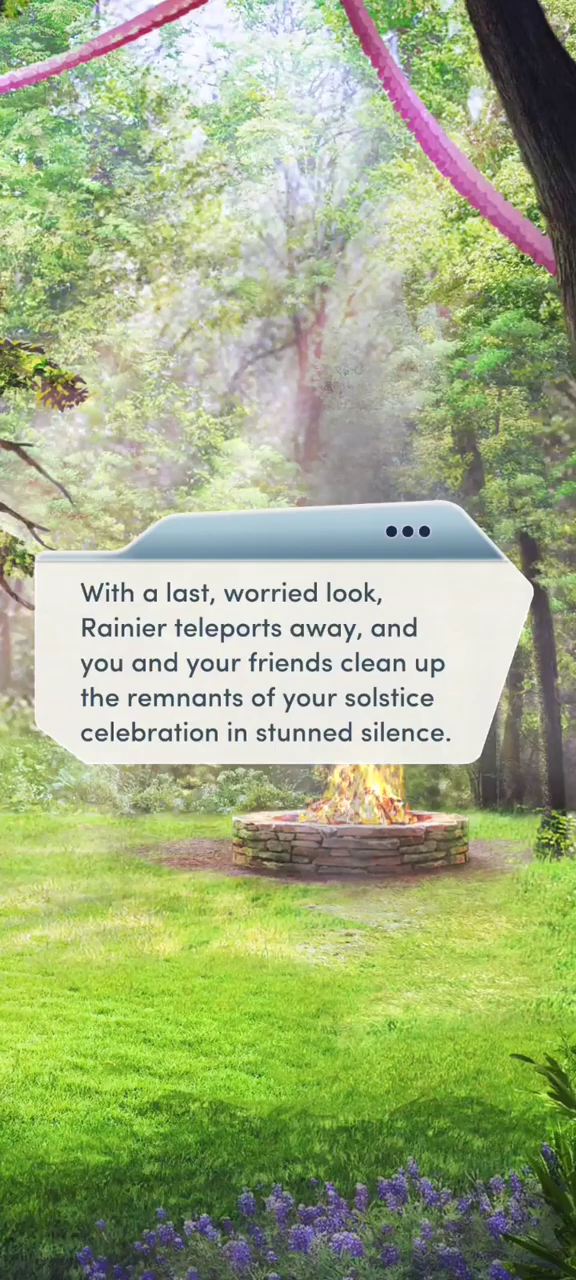 With a last, worried look,
Rainier teleports away, and
you and your friends clean up
the remnants of your solstice
celebration in stunned silence.